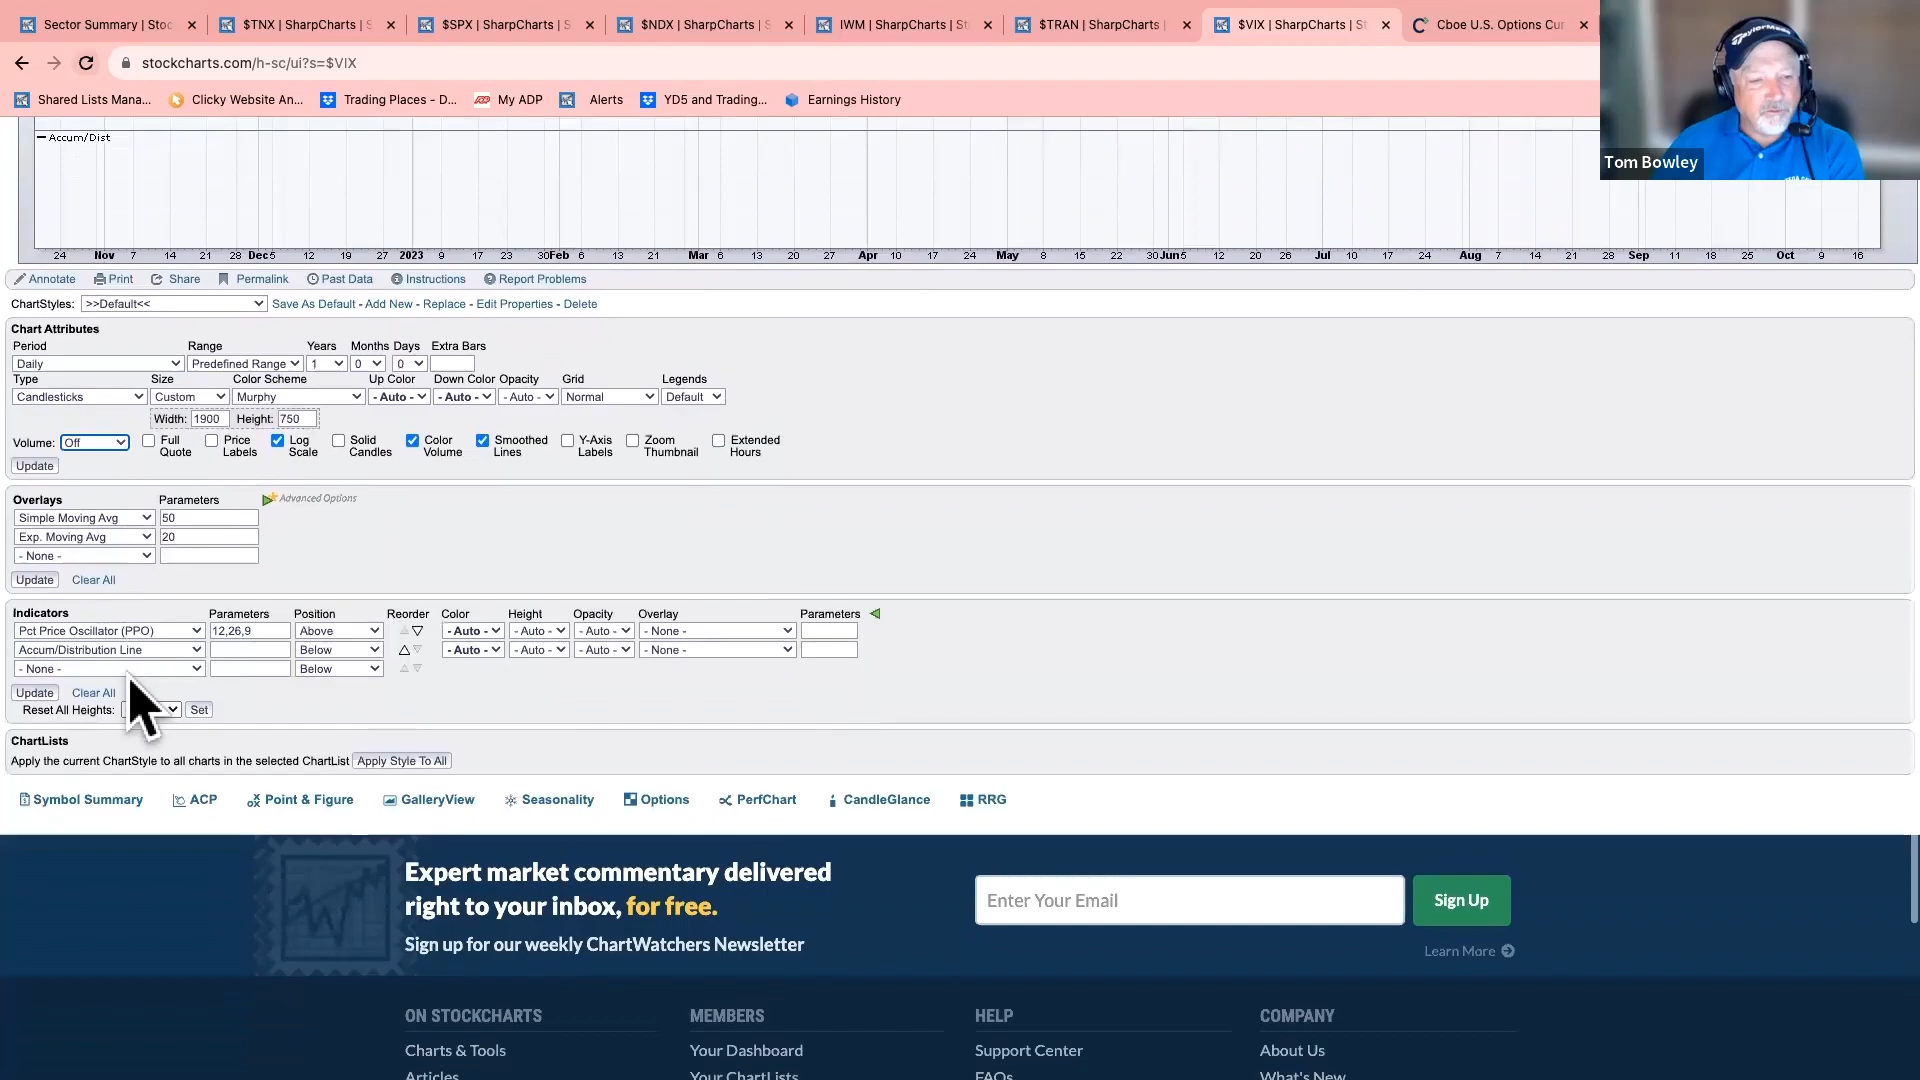 Sector Summary | Stoc
$TNX | SharpCharts | S
$SPX | SharpCharts | S
$NDX | SharpCharts | S
IWM | SharpCharts | St
$TRAN | SharpCharts |
$VIX | SharpCharts | St
Cboe U.S. Options Cur
stockcharts.com/h-sc/ui?s=$VIX
Shared Lists Mana...
Clicky Website An...
Trading Places - D...
My ADP
Alerts
YD5 and Trading...
Earnings History
TaylorMade
Tom Bowley
Accum/Dist
24 Nov 7 14 21 28 Dec5 12 19 27 2023 9 17 23 30Feb 6 13 21 Mar 6 13 20 27 Apr 10 17 24 May 8 15 22 30Jun5 12 20 26 Jul 10 17 24 Aug 7 14 21 28 Sep 11 18 25 Oct 9 16
Annotate Print Share Permalink Past Data Instructions Report Problems
ChartStyles: >>Default<< Save As Default - Add New - Replace - Edit Properties - Delete
Chart Attributes
Period Range Years Months Days Extra Bars
Daily Predefined Range 1 0 0
Type Size Color Scheme Up Color Down Color Opacity Grid Legends
Candlesticks Custom Murphy - Auto - - Auto - - Auto - Normal Default
Width: 1900 Height: 750
Volume: Off Full Quote Price Labels Log Scale Solid Candles Color Volume Smoothed Lines Y-Axis Labels Zoom Thumbnail Extended Hours
Update
Overlays Parameters Advanced Options
Simple Moving Avg 50
Exp. Moving Avg 20
- None -
Update Clear All
Indicators Parameters Position Reorder Color Height Opacity Overlay Parameters
Pct Price Oscillator (PPO) 12,26,9 Above - Auto - - Auto - - Auto - - None -
Accum/Distribution Line Below - Auto - - Auto - - Auto - - None -
- None - Below
Update Clear All
Reset All Heights: Set
ChartLists
Apply the current ChartStyle to all charts in the selected ChartList Apply Style To All
Symbol Summary ACP Point & Figure GalleryView Seasonality Options PerfChart CandleGlance RRG
Expert market commentary delivered
right to your inbox, for free.
Sign up for our weekly ChartWatchers Newsletter
Enter Your Email
Sign Up
Learn More
ON STOCKCHARTS MEMBERS HELP COMPANY
Charts & Tools Your Dashboard Support Center About Us
Articles Your ChartLists FAQs What's New